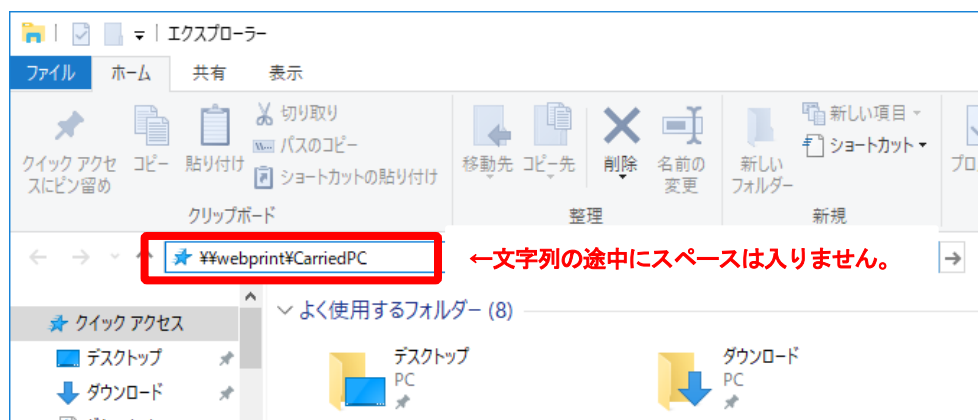 エクスプローラー
ファイル ホーム 共有 表示
クイック アクセスにピン留め
コピー
貼り付け
切り取り
パスのコピー
ショートカットの貼り付け
移動先
コピー先
削除
名前の変更
新しいフォルダー
新しい項目
ショートカット
プロ
クリップボード 整理 新規
¥¥webprint¥CarriedPC
←文字列の途中にスペースは入りません。
クイック アクセス
デスクトップ
ダウンロード
よく使用するフォルダー (8)
デスクトップ
PC
ダウンロード
PC